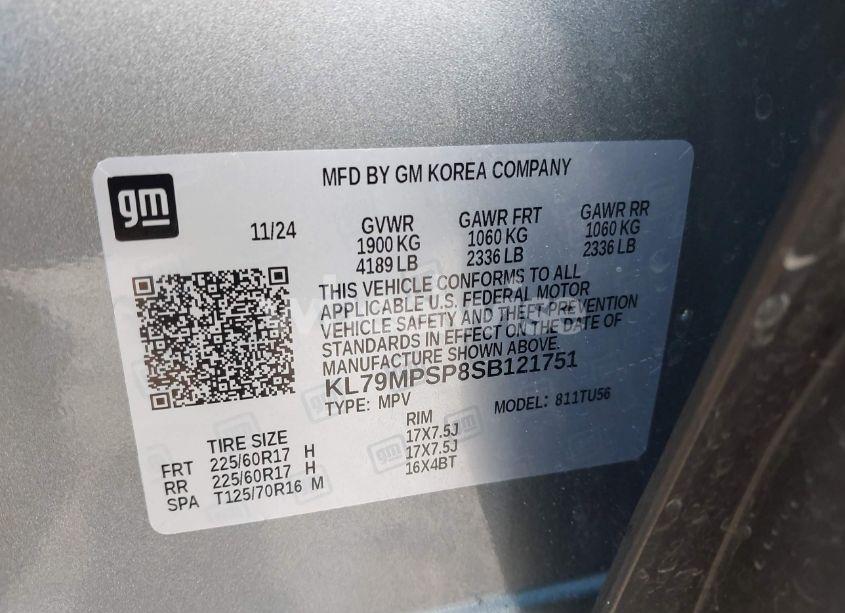 gm
MFD BY GM KOREA COMPANY
11/24
GVWR GAWR FRT GAWR RR
1900 KG 1060 KG 1060 KG
4189 LB 2336 LB 2336 LB
THIS VEHICLE CONFORMS TO ALL
APPLICABLE U.S. FEDERAL MOTOR
VEHICLE SAFETY AND THEFT PREVENTION
STANDARDS IN EFFECT ON THE DATE OF
MANUFACTURE SHOWN ABOVE.
KL79MPSP8SB121751
TYPE: MPV MODEL: 811TU56
TIRE SIZE RIM
FRT 225/60R17 H 17X7.5J
RR 225/60R17 H 17X7.5J
SPA T125/70R16 M 16X4BT